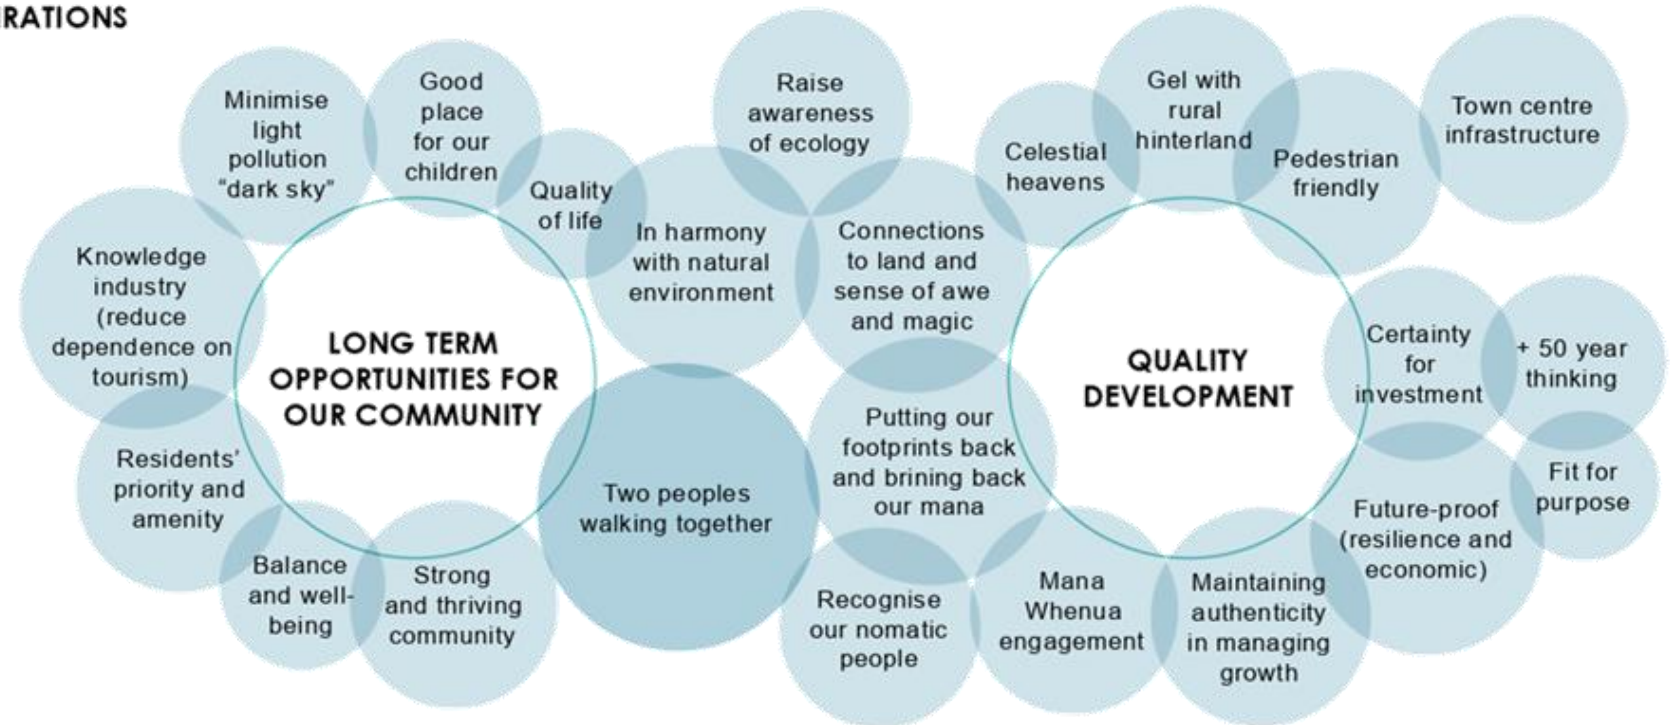 IRATIONS
Minimise
light
pollution
"dark sky"
Good
place
for our
children
Quality
of life
Raise
awareness
of ecology
In harmony
with natural
environment
Connections
to land and
sense of awe
and magic
Celestial
heavens
Gel with
rural
hinterland
Pedestrian
friendly
Town centre
infrastructure
Knowledge
industry
(reduce
dependence on
tourism)
LONG TERM
OPPORTUNITIES FOR
OUR COMMUNITY
QUALITY
DEVELOPMENT
Certainty
for
investment
+ 50 year
thinking
Residents'
priority and
amenity
Two peoples
walking together
Putting our
footprints back
and brining back
our mana
Fit for
purpose
Future-proof
(resilience and
economic)
Balance
and well-
being
Strong
and thriving
community
Recognise
our nomatic
people
Mana
Whenua
engagement
Maintaining
authenticity
in managing
growth